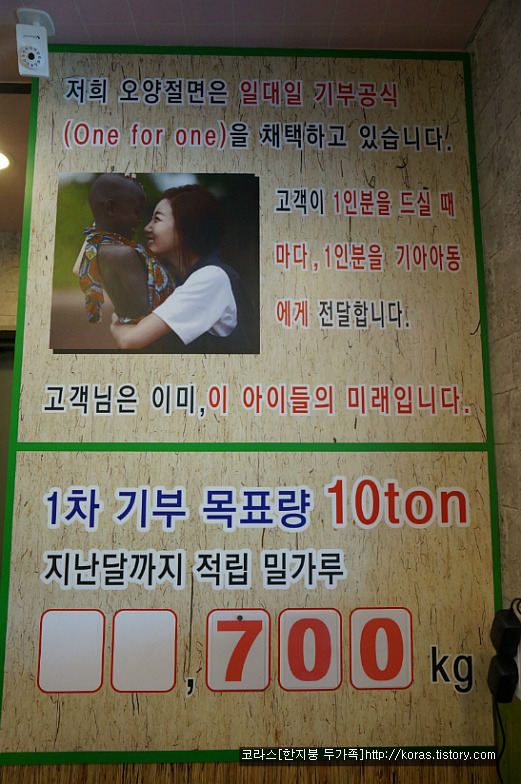 저희 오양절면은 일대일 기부공식
(One for one)을 채택하고 있습니다.
고객이 1인분을 드실 때
마다, 1인분을 기아아동
에게 전달합니다.
고객님은 이미, 이 아이들의 미래입니다.
1차 기부 목표량 10ton
지난달까지 적립 밀가루
,700 kg
코라스[한지붕 두가족]http://koras.tistory.com